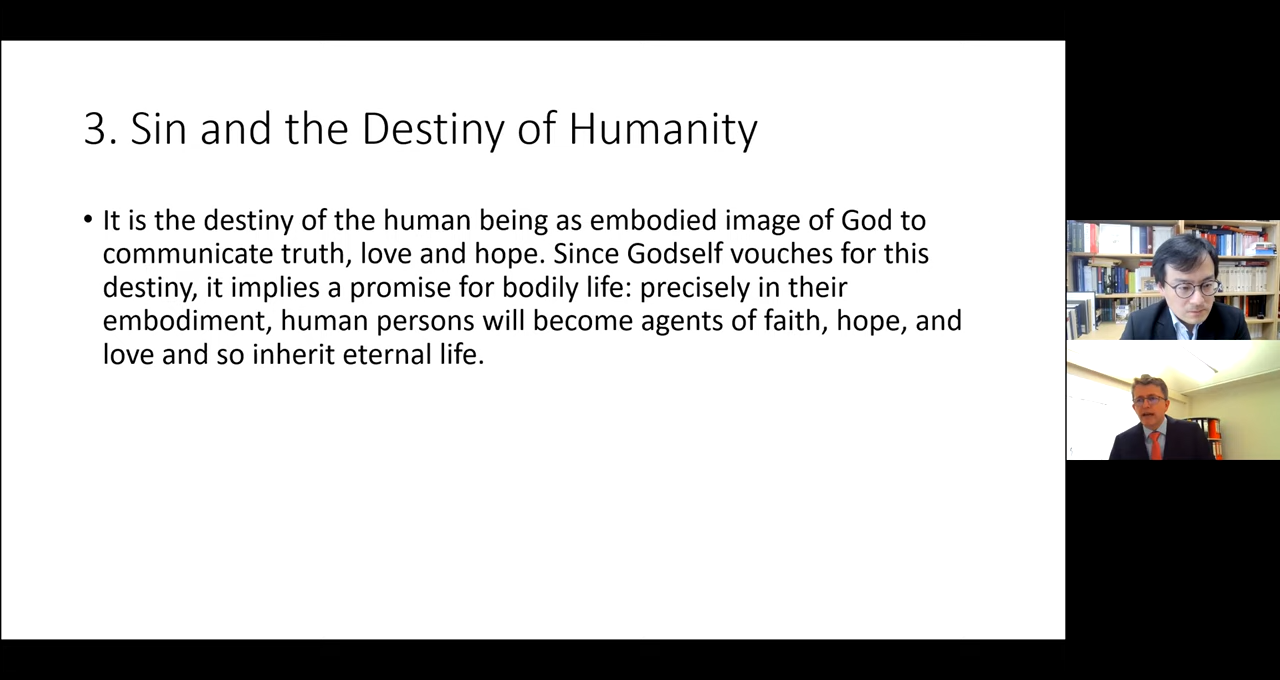 3. Sin and the Destiny of Humanity
• It is the destiny of the human being as embodied image of God to
communicate truth, love and hope. Since Godself vouches for this
destiny, it implies a promise for bodily life: precisely in their
embodiment, human persons will become agents of faith, hope, and
love and so inherit eternal life.